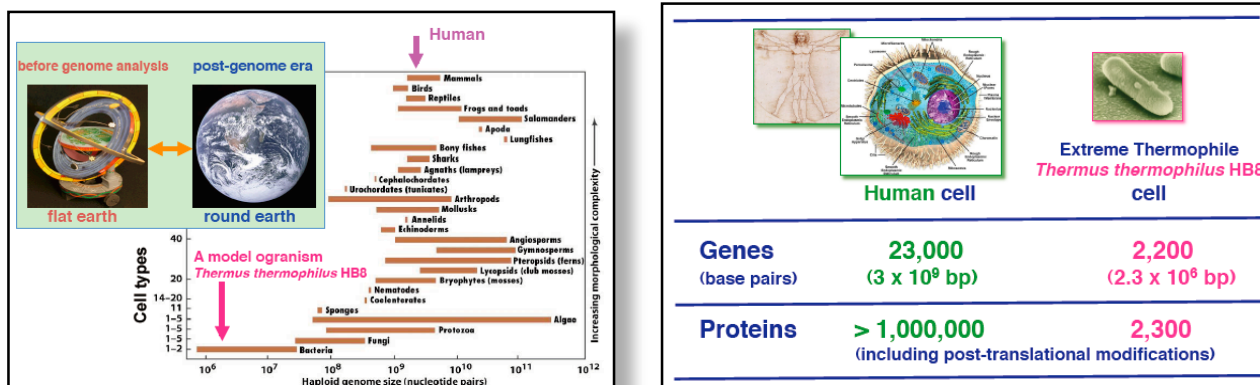 Human
before genome analysis
post-genome era
flat earth
round earth
A model ogranism
Thermus thermophilus HB8
Mammals
Birds
Reptiles
Frogs and toads
Salamanders
Apoda
Lungfishes
Bony fishes
Sharks
Agnaths (lampreys)
Cephalochordates
Urochordates (tunicates)
Arthropods
Mollusks
Annelids
Echinoderms
Angiosperms
Gymnosperms
Pteropsids (ferns)
Lycopsids (club mosses)
Bryophytes (mosses)
Nematodes
Coelenterates
Sponges
Algae
Protozoa
Fungi
Bacteria
Cell types
40
20
14–20
11
1–5
1–5
1–5
1–2
Increasing morphological complexity
10⁶ 10⁷ 10⁸ 10⁹ 10¹⁰ 10¹¹ 10¹²
Haploid genome size (nucleotide pairs)
Human cell
Extreme Thermophile
Thermus thermophilus HB8
cell
Genes 23,000 2,200
(base pairs) (3 x 10⁹ bp) (2.3 x 10⁶ bp)
Proteins > 1,000,000 2,300
(including post-translational modifications)